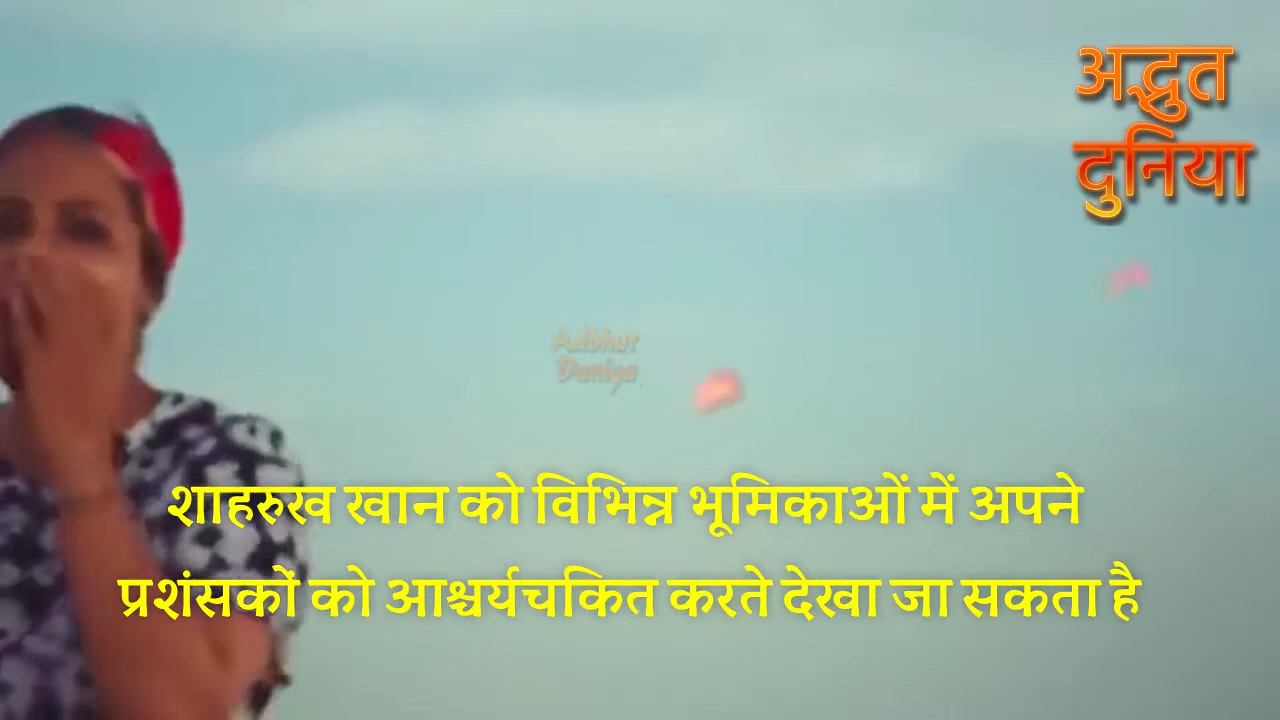 अद्भुत
दुनिया
Adbhut
Duniya
शाहरुख खान को विभिन्न भूमिकाओं में अपने
प्रशंसकों को आश्चर्यचकित करते देखा जा सकता है